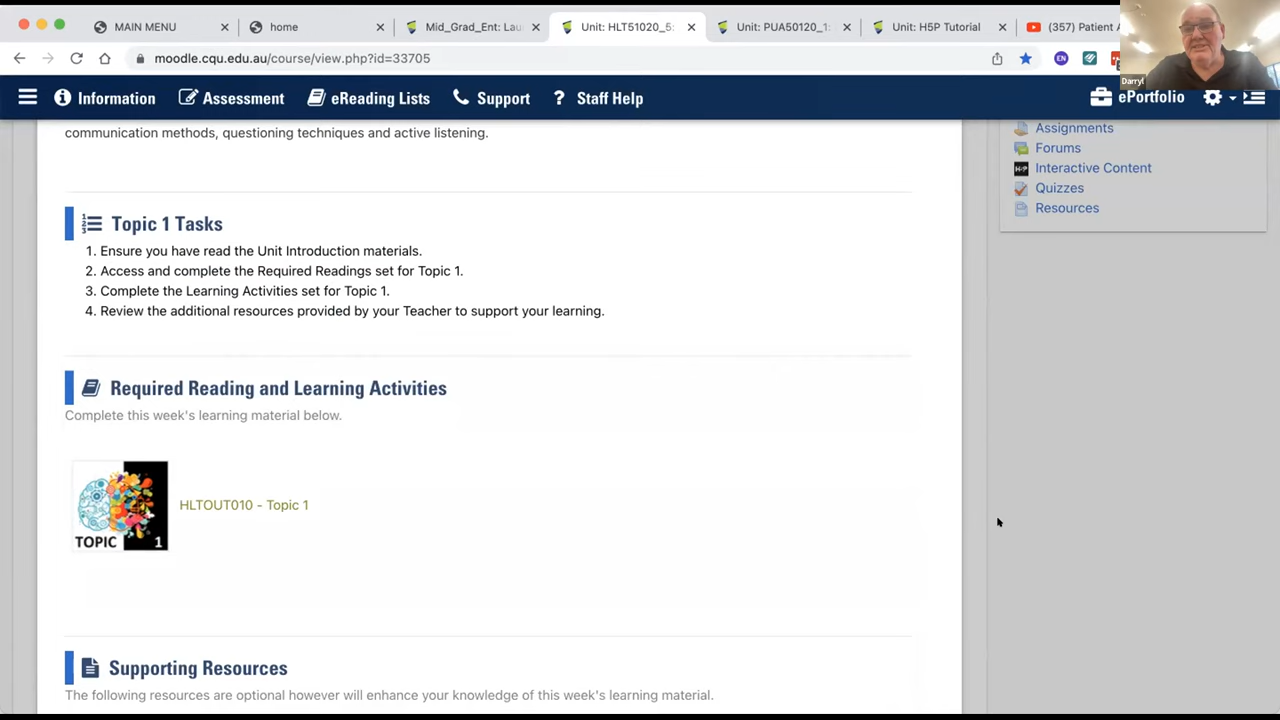 MAIN MENU
home
Mid_Grad_Ent: Lau
Unit: HLT51020_5:
Unit: PUA50120_1:
Unit: H5P Tutorial
(357) Patient A
moodle.cqu.edu.au/course/view.php?id=33705
EN
Darryl
Information
Assessment
eReading Lists
Support
? Staff Help
ePortfolio
communication methods, questioning techniques and active listening.
Assignments
Forums
H-P Interactive Content
Quizzes
Resources
Topic 1 Tasks
1. Ensure you have read the Unit Introduction materials.
2. Access and complete the Required Readings set for Topic 1.
3. Complete the Learning Activities set for Topic 1.
4. Review the additional resources provided by your Teacher to support your learning.
Required Reading and Learning Activities
Complete this week's learning material below.
TOPIC 1
HLTOUT010 - Topic 1
Supporting Resources
The following resources are optional however will enhance your knowledge of this week's learning material.